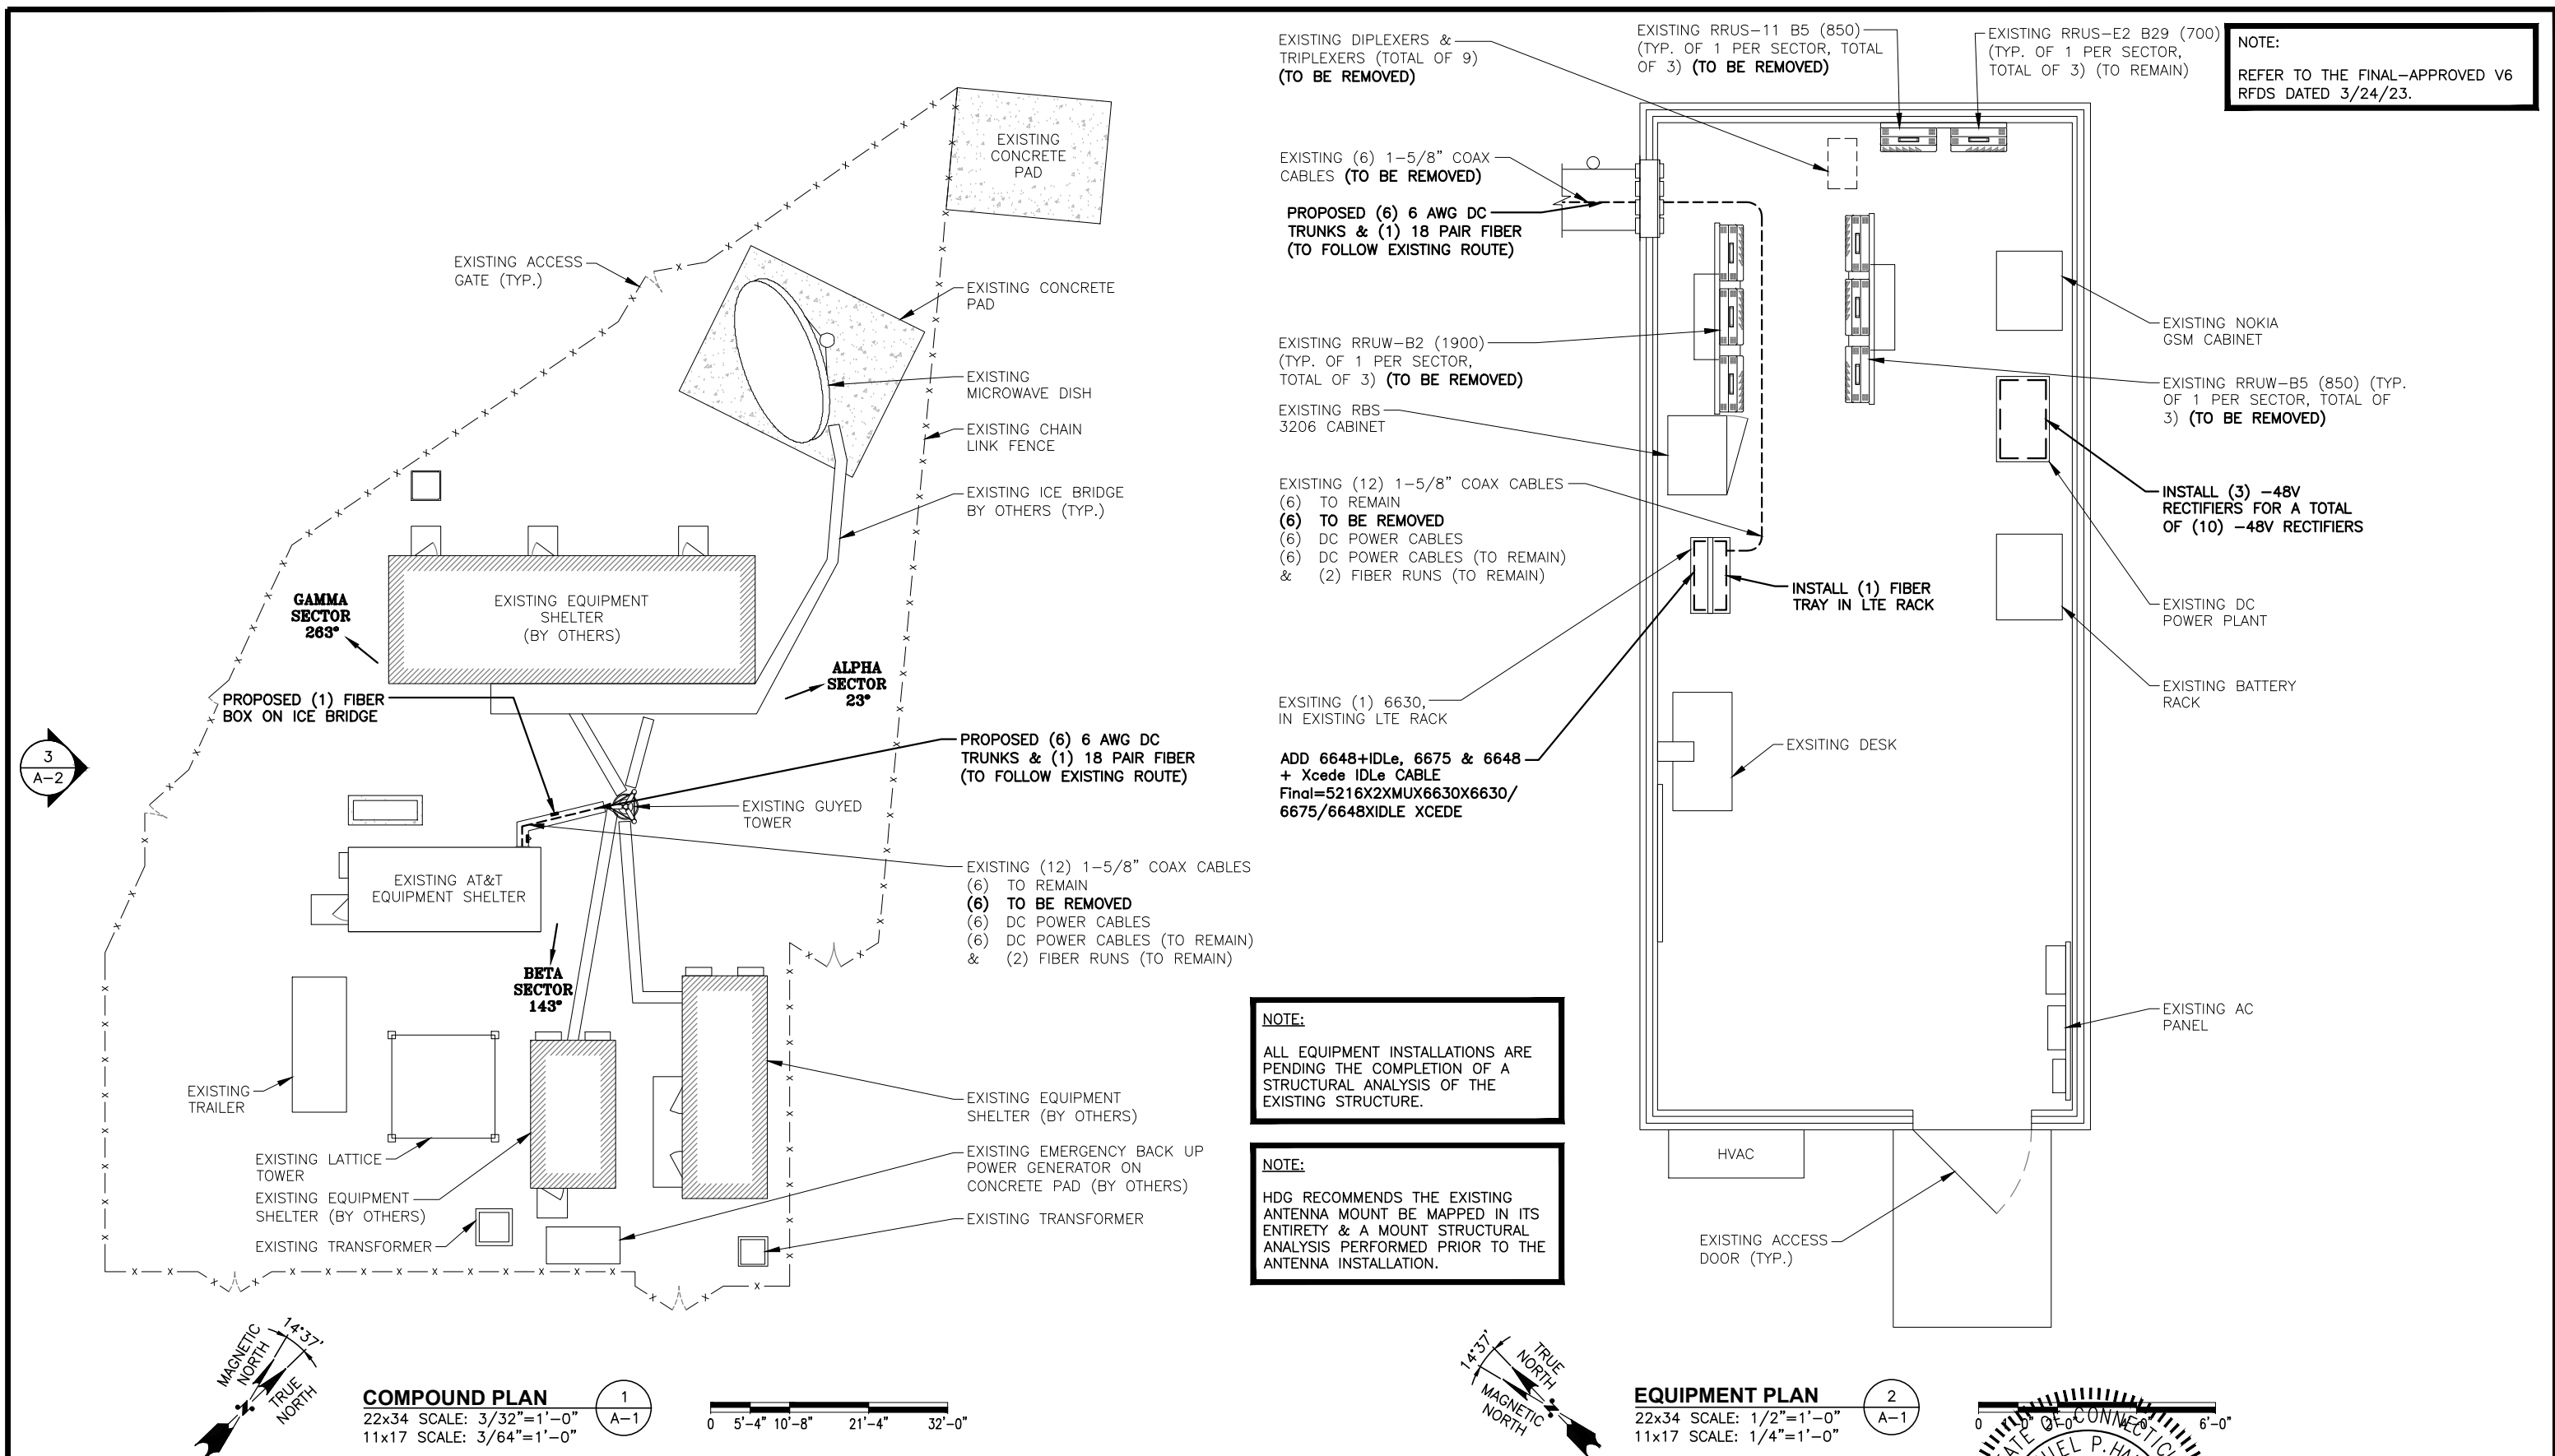 EXISTING
CONCRETE
PAD
EXISTING ACCESS
GATE (TYP.)
EXISTING CONCRETE
PAD
EXISTING
MICROWAVE DISH
EXISTING CHAIN
LINK FENCE
EXISTING ICE BRIDGE
BY OTHERS (TYP.)
EXISTING EQUIPMENT
SHELTER
(BY OTHERS)
GAMMA
SECTOR
263°
ALPHA
SECTOR
23°
PROPOSED (1) FIBER
BOX ON ICE BRIDGE
3
A-2
PROPOSED (6) 6 AWG DC
TRUNKS & (1) 18 PAIR FIBER
(TO FOLLOW EXISTING ROUTE)
EXISTING GUYED
TOWER
EXISTING AT&T
EQUIPMENT SHELTER
EXISTING (12) 1-5/8" COAX CABLES
(6) TO REMAIN
(6) TO BE REMOVED
(6) DC POWER CABLES
(6) DC POWER CABLES (TO REMAIN)
& (2) FIBER RUNS (TO REMAIN)
BETA
SECTOR
143°
EXISTING
TRAILER
EXISTING LATTICE
TOWER
EXISTING EQUIPMENT
SHELTER (BY OTHERS)
EXISTING TRANSFORMER
EXISTING EQUIPMENT
SHELTER (BY OTHERS)
EXISTING EMERGENCY BACK UP
POWER GENERATOR ON
CONCRETE PAD (BY OTHERS)
EXISTING TRANSFORMER
14°37'
MAGNETIC
NORTH
TRUE
NORTH
COMPOUND PLAN
22x34 SCALE: 3/32"=1'-0"
11x17 SCALE: 3/64"=1'-0"
1
A-1
0 5'-4" 10'-8" 21'-4" 32'-0"
EXISTING DIPLEXERS &
TRIPLEXERS (TOTAL OF 9)
(TO BE REMOVED)
EXISTING RRUS-11 B5 (850)
(TYP. OF 1 PER SECTOR, TOTAL
OF 3) (TO BE REMOVED)
EXISTING RRUS-E2 B29 (700)
(TYP. OF 1 PER SECTOR,
TOTAL OF 3) (TO REMAIN)
NOTE:
REFER TO THE FINAL-APPROVED V6
RFDS DATED 3/24/23.
EXISTING (6) 1-5/8" COAX
CABLES (TO BE REMOVED)
PROPOSED (6) 6 AWG DC
TRUNKS & (1) 18 PAIR FIBER
(TO FOLLOW EXISTING ROUTE)
EXISTING RRUW-B2 (1900)
(TYP. OF 1 PER SECTOR,
TOTAL OF 3) (TO BE REMOVED)
EXISTING RBS
3206 CABINET
EXISTING (12) 1-5/8" COAX CABLES
(6) TO REMAIN
(6) TO BE REMOVED
(6) DC POWER CABLES
(6) DC POWER CABLES (TO REMAIN)
& (2) FIBER RUNS (TO REMAIN)
EXISTING NOKIA
GSM CABINET
EXISTING RRUW-B5 (850) (TYP.
OF 1 PER SECTOR, TOTAL OF
3) (TO BE REMOVED)
INSTALL (3) -48V
RECTIFIERS FOR A TOTAL
OF (10) -48V RECTIFIERS
INSTALL (1) FIBER
TRAY IN LTE RACK
EXISTING DC
POWER PLANT
EXISTING BATTERY
RACK
EXSITING (1) 6630,
IN EXISTING LTE RACK
ADD 6648+IDLe, 6675 & 6648
+ Xcede IDLe CABLE
Final=5216X2XMUX6630X6630/
6675/6648XIDLE XCEDE
EXSITING DESK
EXISTING AC
PANEL
NOTE:
ALL EQUIPMENT INSTALLATIONS ARE
PENDING THE COMPLETION OF A
STRUCTURAL ANALYSIS OF THE
EXISTING STRUCTURE.
NOTE:
HDG RECOMMENDS THE EXISTING
ANTENNA MOUNT BE MAPPED IN ITS
ENTIRETY & A MOUNT STRUCTURAL
ANALYSIS PERFORMED PRIOR TO THE
ANTENNA INSTALLATION.
HVAC
EXISTING ACCESS
DOOR (TYP.)
14°37'
TRUE
NORTH
MAGNETIC
NORTH
EQUIPMENT PLAN
22x34 SCALE: 1/2"=1'-0"
11x17 SCALE: 1/4"=1'-0"
2
A-1
0 2'-0" 6'-0"
OF CONNECTIC
P. HA